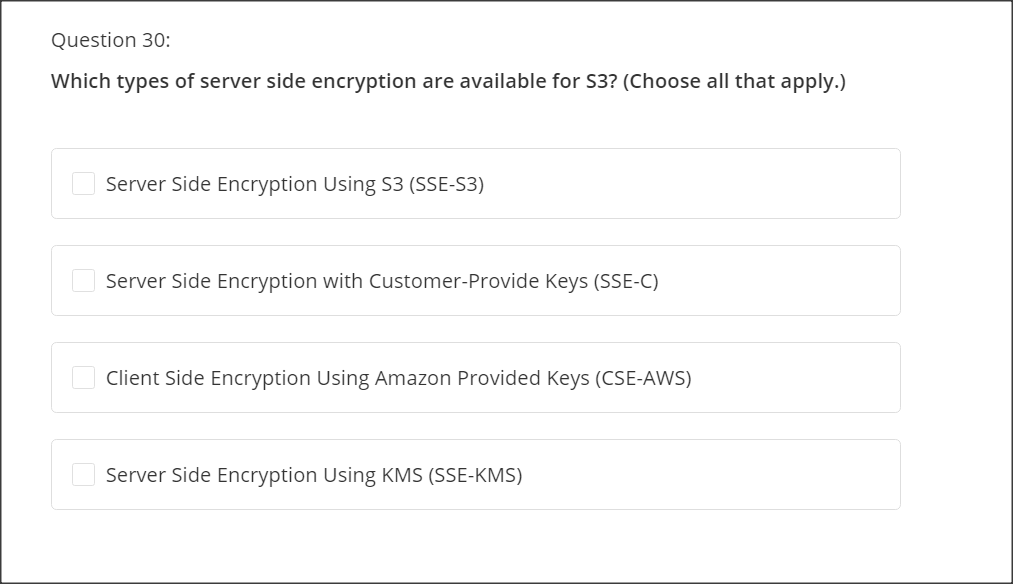 Question 30:
Which types of server side encryption are available for S3? (Choose all that apply.)
Server Side Encryption Using S3 (SSE-S3)
Server Side Encryption with Customer-Provide Keys (SSE-C)
Client Side Encryption Using Amazon Provided Keys (CSE-AWS)
Server Side Encryption Using KMS (SSE-KMS)